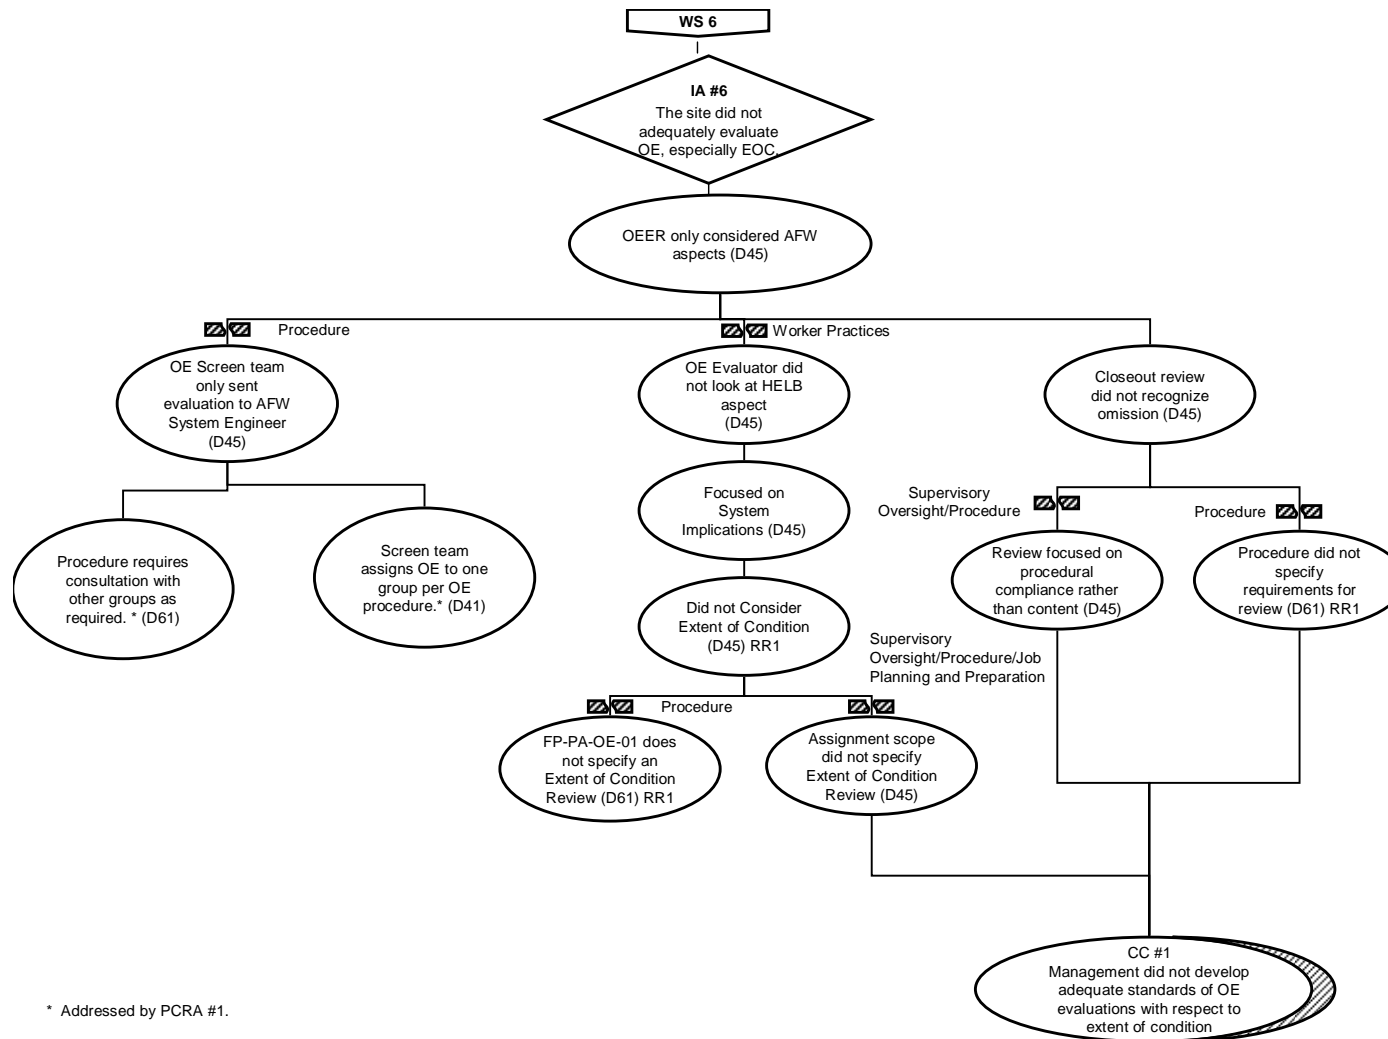 WS 6
IA #6
The site did not
adequately evaluate
OE, especially EOC.
OEER only considered AFW
aspects (D45)
Procedure
Worker Practices
OE Screen team
only sent
evaluation to AFW
System Engineer
(D45)
OE Evaluator did
not look at HELB
aspect
(D45)
Closeout review
did not recognize
omission (D45)
Focused on
System
Implications (D45)
Supervisory
Oversight/Procedure
Procedure
Procedure requires
consultation with
other groups as
required. * (D61)
Screen team
assigns OE to one
group per OE
procedure.* (D41)
Review focused on
procedural
compliance rather
than content (D45)
Procedure did not
specify
requirements for
review (D61) RR1
Did not Consider
Extent of Condition
(D45) RR1
Supervisory
Oversight/Procedure/Job
Planning and Preparation
Procedure
FP-PA-OE-01 does
not specify an
Extent of Condition
Review (D61) RR1
Assignment scope
did not specify
Extent of Condition
Review (D45)
CC #1
Management did not develop
adequate standards of OE
evaluations with respect to
extent of condition
* Addressed by PCRA #1.